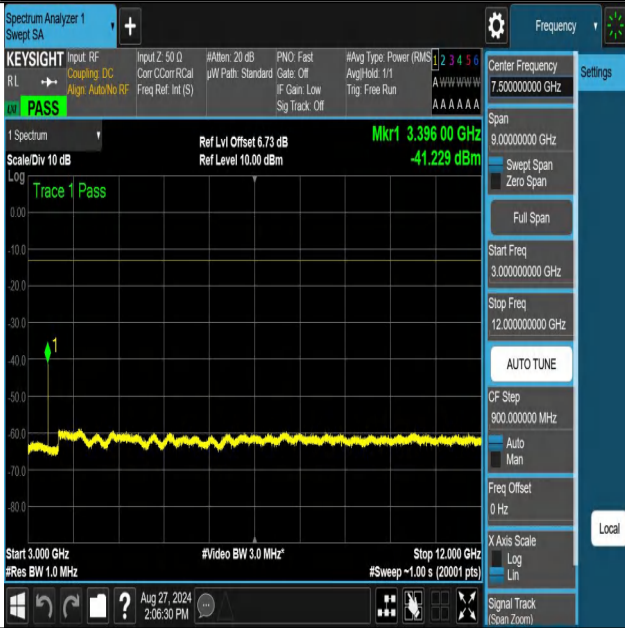 Spectrum Analyzer 1
Swept SA
+
Frequency
KEYSIGHT
RL
PASS
Input: RF
Coupling: DC
Align: Auto/No RF
Input Z: 50 Ω
Corr CCorr RCal
Freq Ref: Int (S)
#Atten: 20 dB
µW Path: Standard
PNO: Fast
Gate: Off
IF Gain: Low
Sig Track: Off
#Avg Type: Power (RMS
Avg|Hold: 1/1
Trig: Free Run
1 2 3 4 5 6
A W W W W W
A A A A A A
1 Spectrum
Scale/Div 10 dB
Log
Ref Lvl Offset 6.73 dB
Ref Level 10.00 dBm
Mkr1 3.396 00 GHz
-41.229 dBm
Trace 1 Pass
0.00
-10.0
-20.0
-30.0
-40.0
-50.0
-60.0
-70.0
-80.0
1
Start 3.000 GHz
#Res BW 1.0 MHz
#Video BW 3.0 MHz*
Stop 12.000 GHz
#Sweep ~1.00 s (20001 pts)
?
Aug 27, 2024
2:06:30 PM
Center Frequency
7.500000000 GHz
Span
9.00000000 GHz
Swept Span
Zero Span
Full Span
Start Freq
3.000000000 GHz
Stop Freq
12.000000000 GHz
AUTO TUNE
CF Step
900.000000 MHz
Auto
Man
Freq Offset
0 Hz
X Axis Scale
Log
Lin
Signal Track
(Span Zoom)
Settings
Local